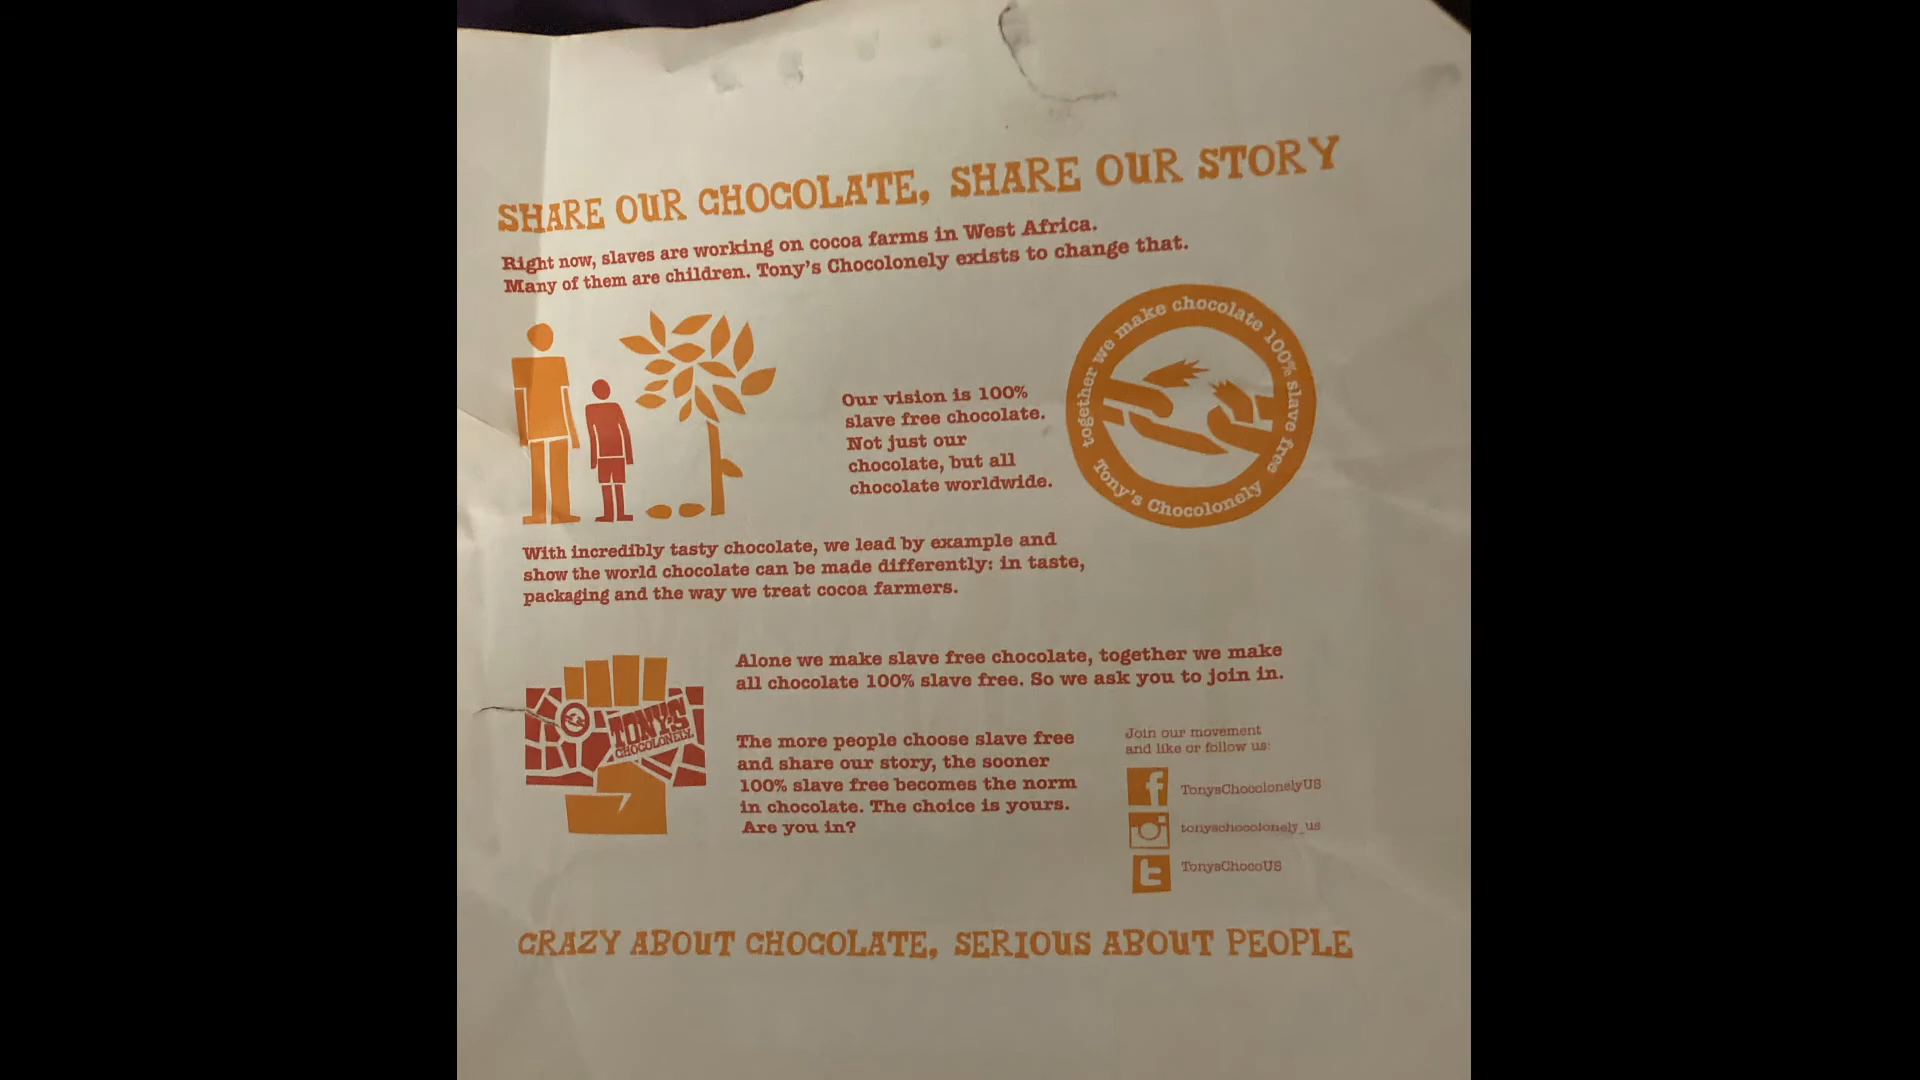 SHARE OUR CHOCOLATE, SHARE OUR STORY
Right now, slaves are working on cocoa farms in West Africa.
Many of them are children. Tony's Chocolonely exists to change that.
Our vision is 100%
slave free chocolate.
Not just our
chocolate, but all
chocolate worldwide.
together we make chocolate 100% slave free
Tony's Chocolonely
With incredibly tasty chocolate, we lead by example and
show the world chocolate can be made differently: in taste,
packaging and the way we treat cocoa farmers.
TONY'S
CHOCOLONELY
Alone we make slave free chocolate, together we make
all chocolate 100% slave free. So we ask you to join in.
The more people choose slave free
and share our story, the sooner
100% slave free becomes the norm
in chocolate. The choice is yours.
Are you in?
Join our movement
and like or follow us:
f TonysChocolonelyUS
tonyschocolonely_us
t TonysChocoUS
CRAZY ABOUT CHOCOLATE, SERIOUS ABOUT PEOPLE